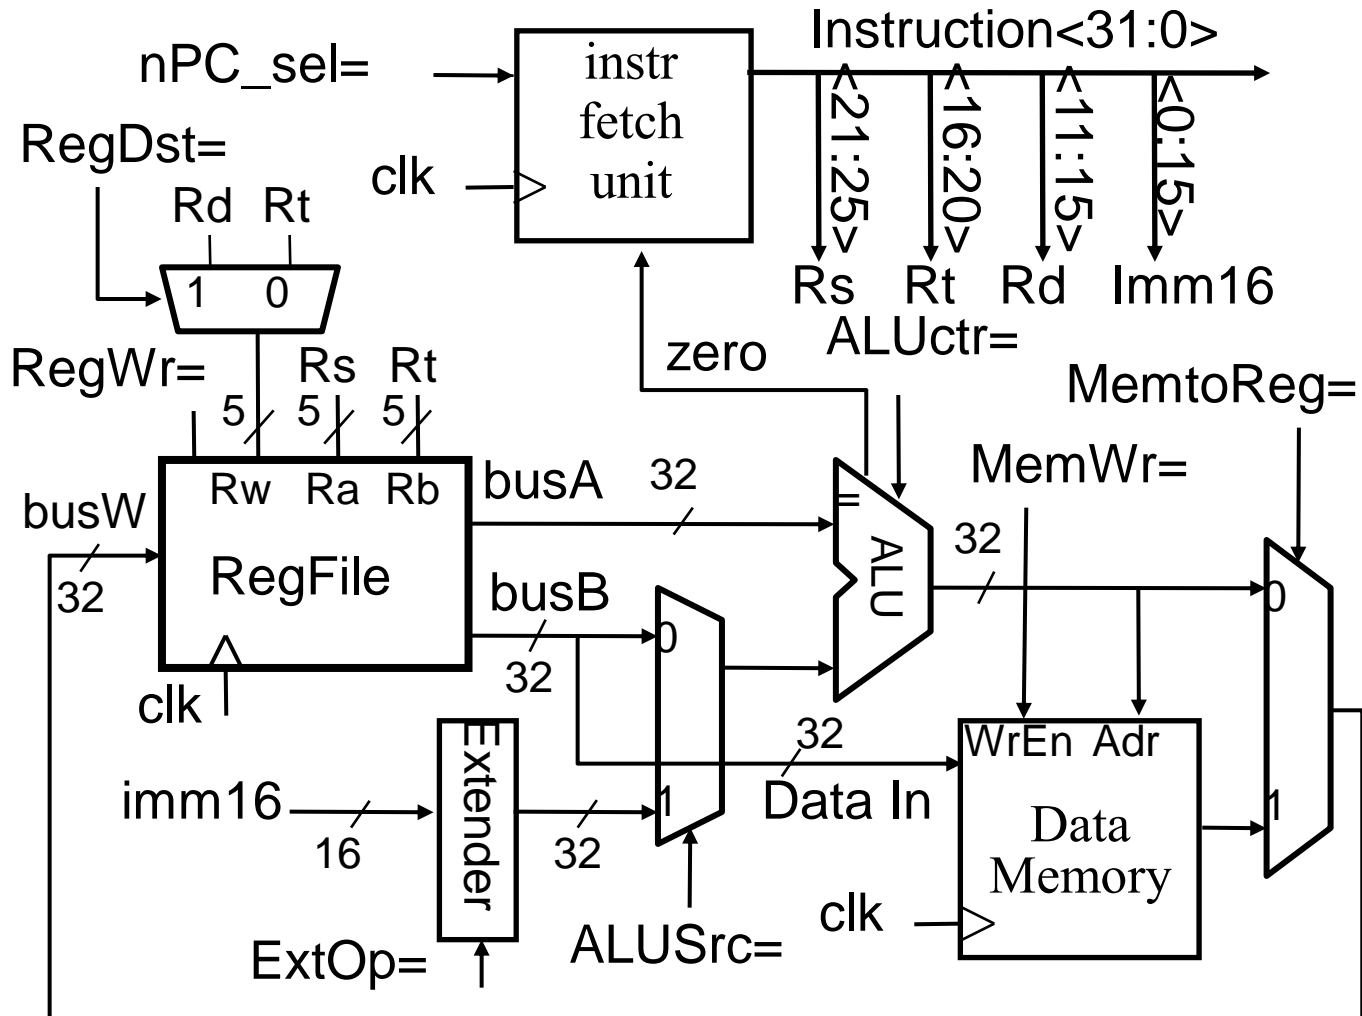 Instruction<31:0>
nPC_sel=
instr
fetch
unit
<21:25>
<16:20>
<11:15>
<0:15>
RegDst=
clk
Rd Rt
1 0
Rs Rt Rd Imm16
ALUctr=
zero
RegWr=
Rs Rt
MemtoReg=
5 5 5
Rw Ra Rb
busA
32
MemWr=
busW
=
32
RegFile
ALU
32
busB
0
0
32
clk
Extender
32
WrEn Adr
imm16
Data In
1
1
16
32
Data
Memory
clk
ExtOp=
ALUSrc=